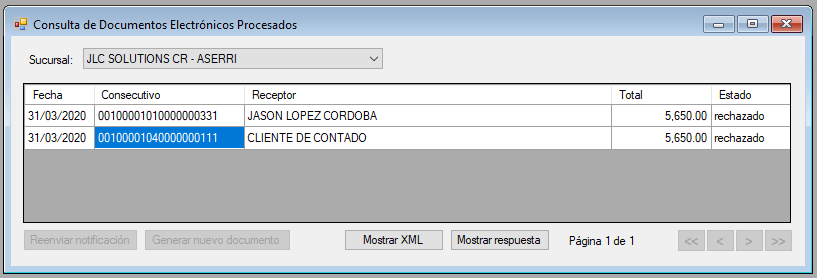 Consulta de Documentos Electrónicos Procesados
Sucursal: JLC SOLUTIONS CR - ASERRI
Fecha Consecutivo Receptor Total Estado
31/03/2020 00100001010000000331 JASON LOPEZ CORDOBA 5,650.00 rechazado
31/03/2020 00100001040000000111 CLIENTE DE CONTADO 5,650.00 rechazado
Reenviar notificación Generar nuevo documento Mostrar XML Mostrar respuesta Página 1 de 1 << < > >>